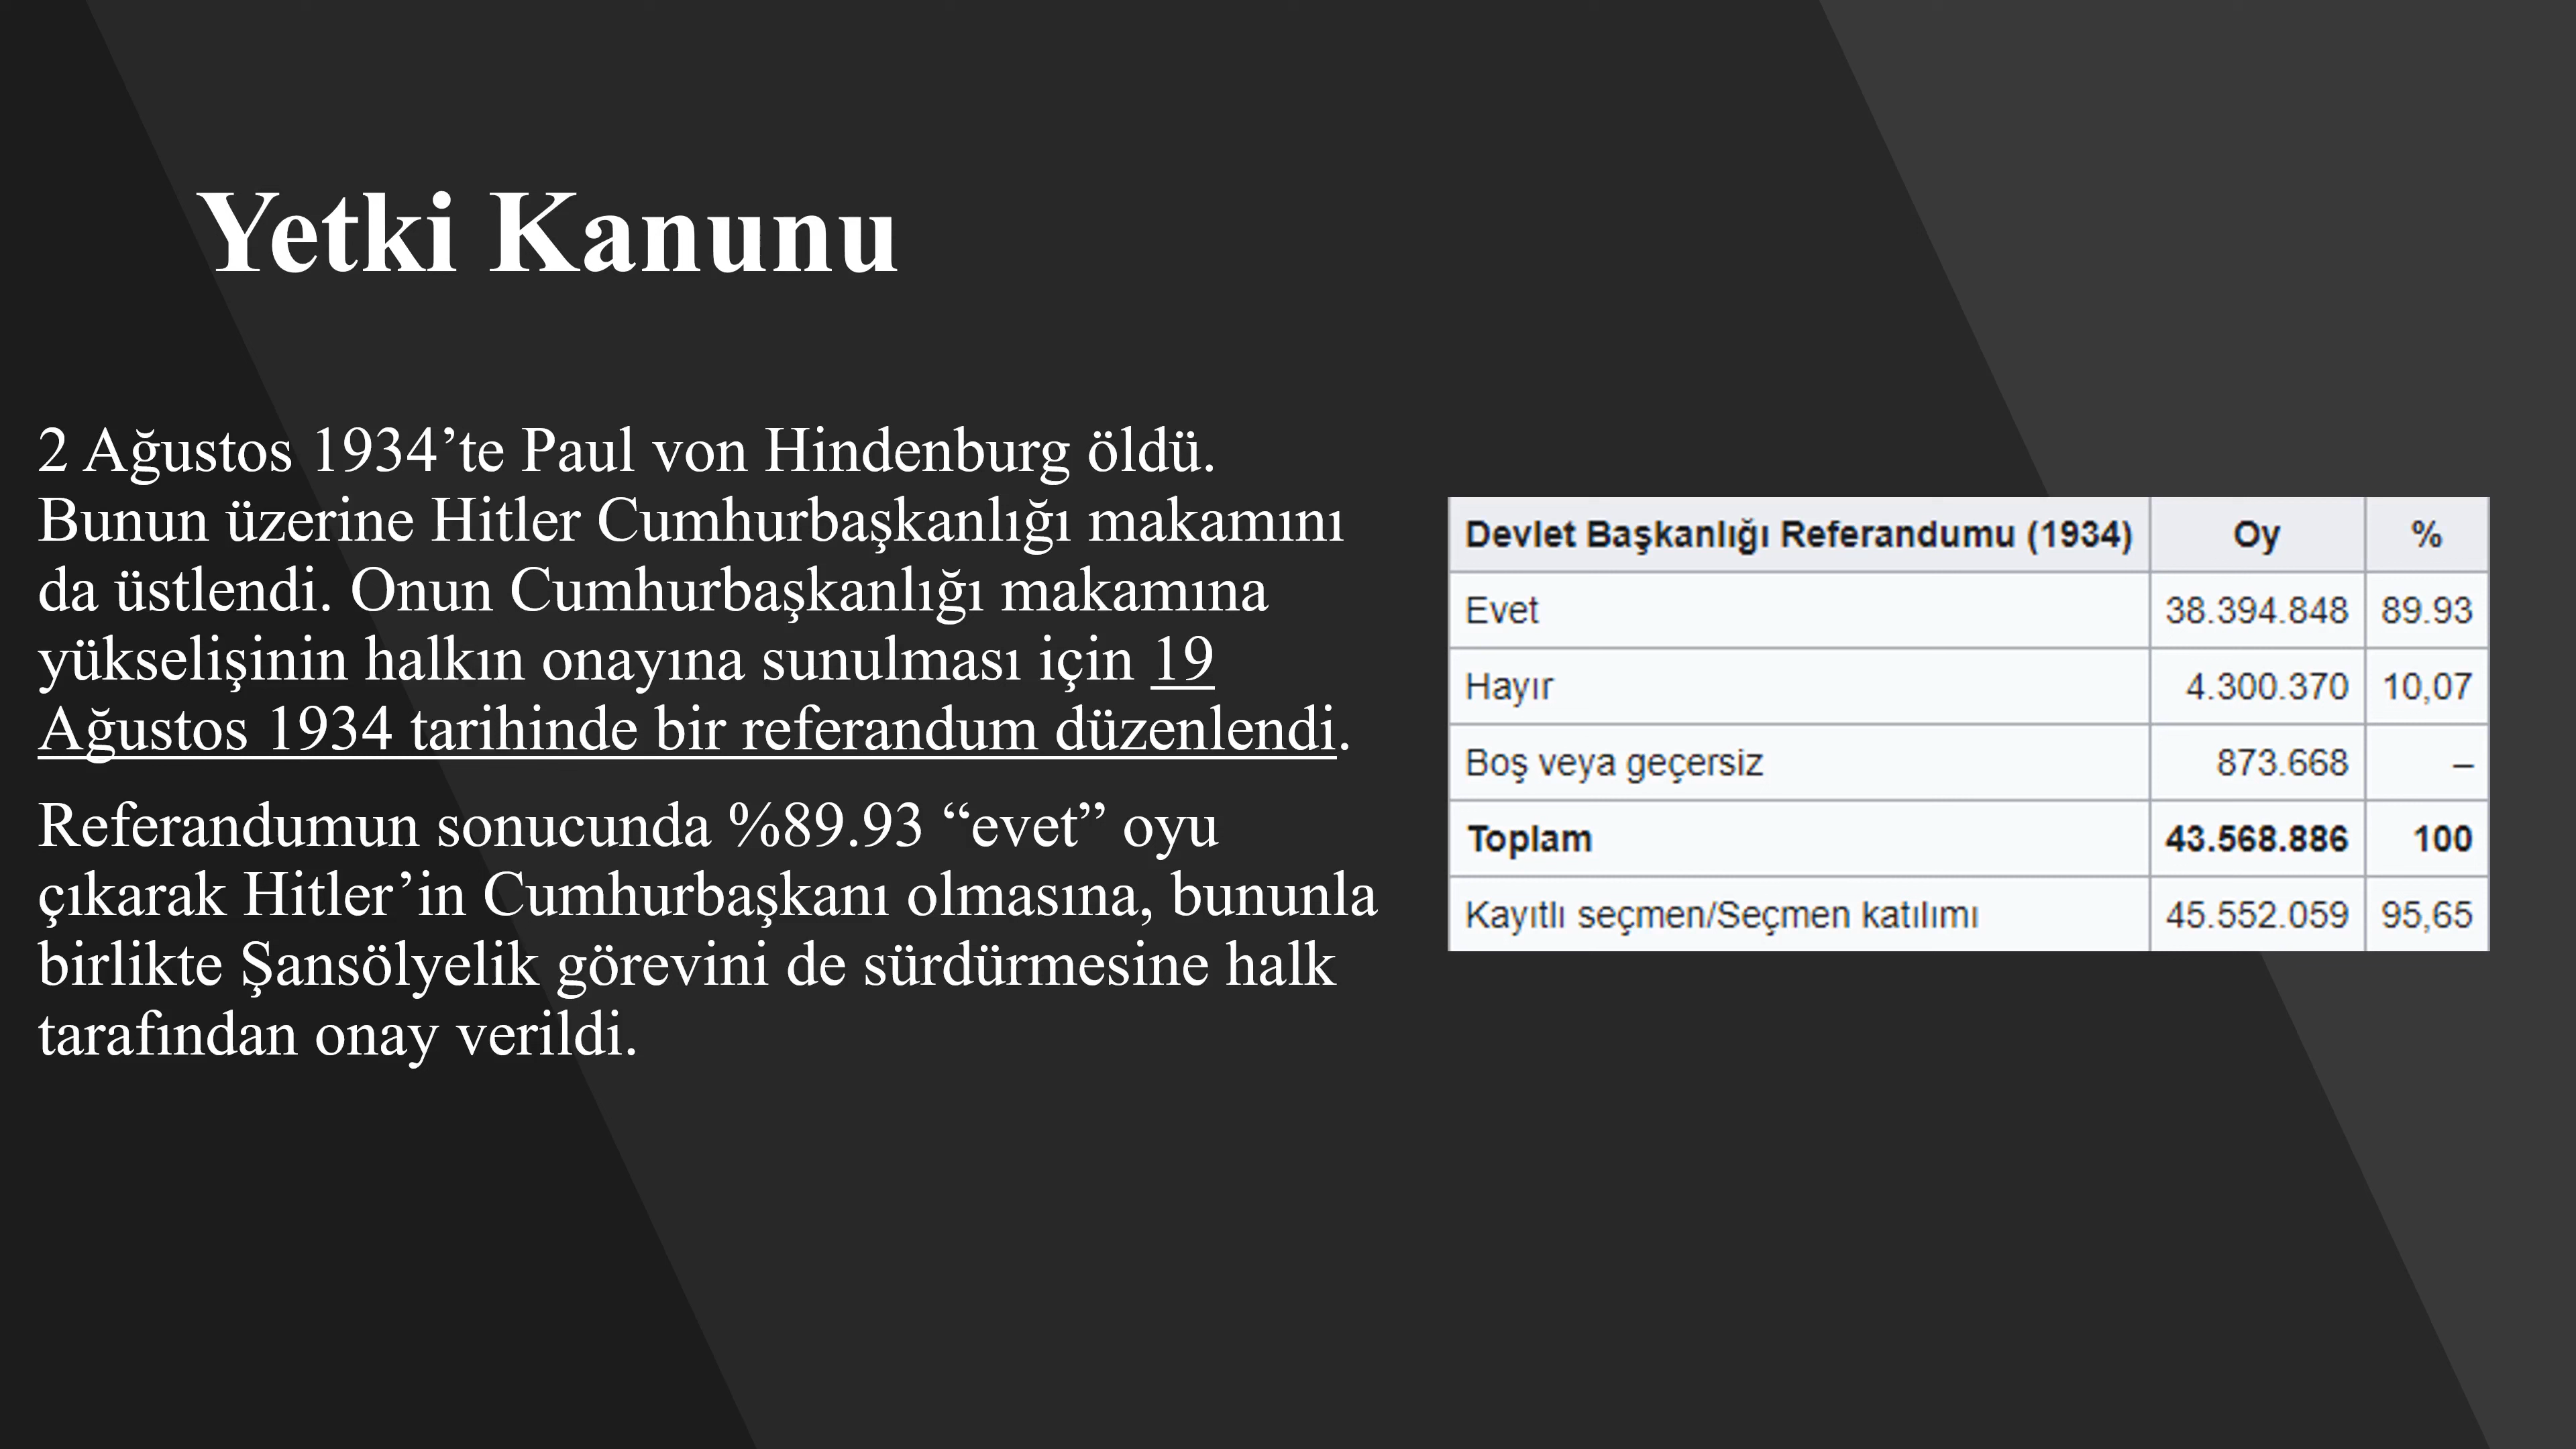 Yetki Kanunu
2 Ağustos 1934’te Paul von Hindenburg öldü.
Bunun üzerine Hitler Cumhurbaşkanlığı makamını
da üstlendi. Onun Cumhurbaşkanlığı makamına
yükselişinin halkın onayına sunulması için 19
Ağustos 1934 tarihinde bir referandum düzenlendi.
Referandumun sonucunda %89.93 “evet” oyu
çıkarak Hitler’in Cumhurbaşkanı olmasına, bununla
birlikte Şansölyelik görevini de sürdürmesine halk
tarafından onay verildi.
Devlet Başkanlığı Referandumu (1934) Oy %
Evet 38.394.848 89.93
Hayır 4.300.370 10,07
Boş veya geçersiz 873.668 –
Toplam 43.568.886 100
Kayıtlı seçmen/Seçmen katılımı 45.552.059 95,65